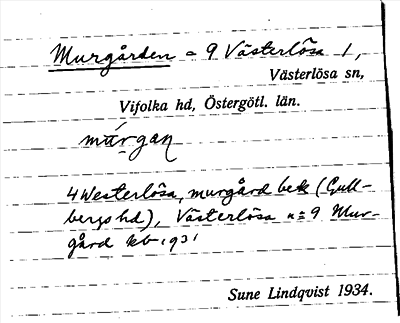 Murgården = 9 Västerlösa 1,
Västerlösa sn,
Vifolka hd, Östergötl. län.
múrgaɳ
4 Westerlösa, murgård bek (Gull-
bergs hd), Västerlösa n:o 9 Mur-
gård kb. 1931
Sune Lindqvist 1934.